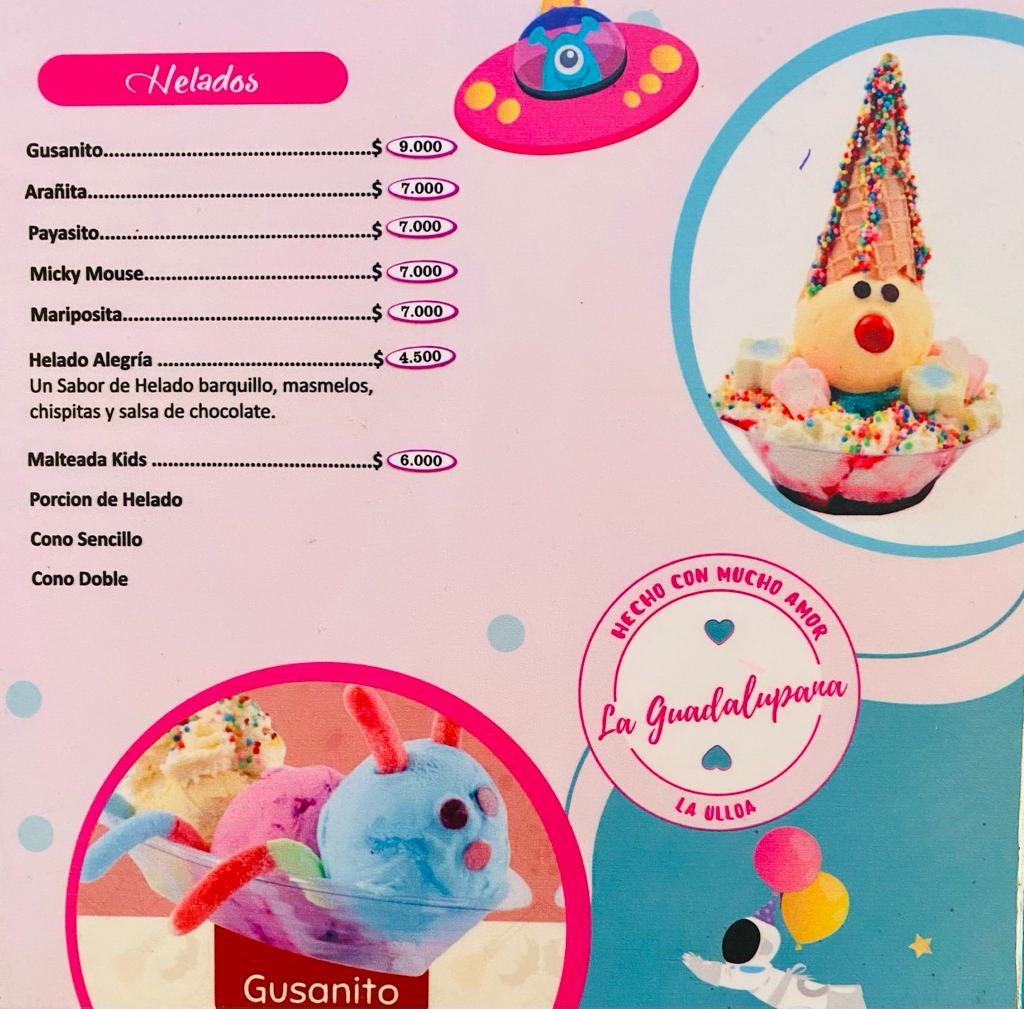 Helados
Gusanito..........................................$ 9.000
Arañita............................................$ 7.000
Payasito..........................................$ 7.000
Micky Mouse...................................$ 7.000
Mariposita.......................................$ 7.000
Helado Alegría ................................$ 4.500
Un Sabor de Helado barquillo, masmelos,
chispitas y salsa de chocolate.
Malteada Kids ..................................$ 6.000
Porcion de Helado
Cono Sencillo
Cono Doble
HECHO CON MUCHO AMOR
La Guadalupana
LA ULLOA
Gusanito